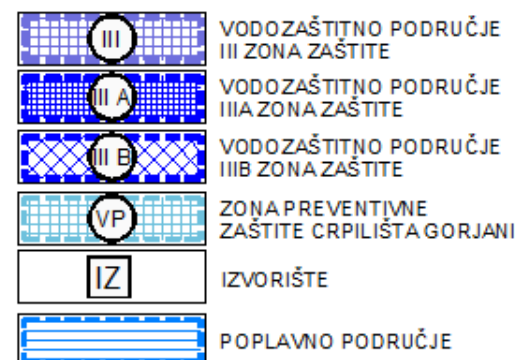 III
VODOZAŠTITNO PODRUČJE
III ZONA ZAŠTITE
III A
VODOZAŠTITNO PODRUČJE
IIIA ZONA ZAŠTITE
III B
VODOZAŠTITNO PODRUČJE
IIIB ZONA ZAŠTITE
VP
ZONA PREVENTIVNE
ZAŠTITE CRPILIŠTA GORJANI
IZ
IZVORIŠTE
POPLAVNO PODRUČJE